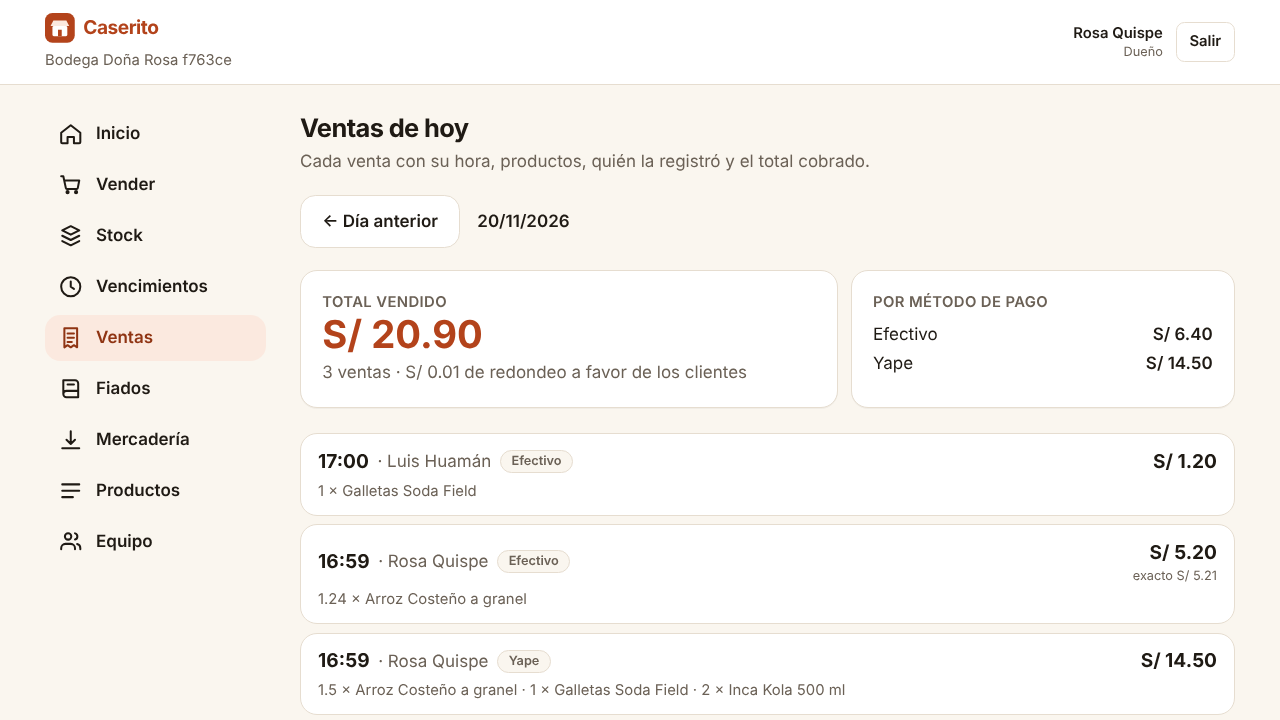 Caserito
Bodega Doña Rosa f763ce
Rosa Quispe
Dueño
Salir
Inicio
Vender
Stock
Vencimientos
Ventas
Fiados
Mercadería
Productos
Equipo
Ventas de hoy
Cada venta con su hora, productos, quién la registró y el total cobrado.
← Día anterior
20/11/2026
TOTAL VENDIDO
S/ 20.90
3 ventas · S/ 0.01 de redondeo a favor de los clientes
POR MÉTODO DE PAGO
Efectivo S/ 6.40
Yape S/ 14.50
17:00 · Luis Huamán Efectivo S/ 1.20
1 × Galletas Soda Field
16:59 · Rosa Quispe Efectivo S/ 5.20
exacto S/ 5.21
1.24 × Arroz Costeño a granel
16:59 · Rosa Quispe Yape S/ 14.50
1.5 × Arroz Costeño a granel · 1 × Galletas Soda Field · 2 × Inca Kola 500 ml